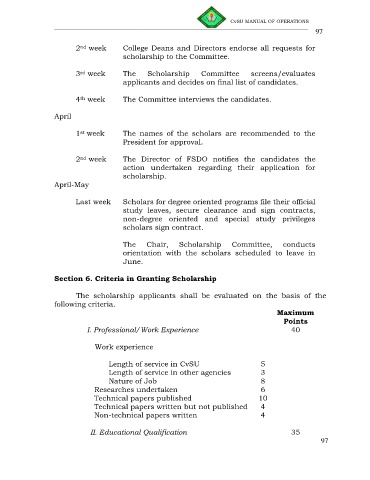 CvSU MANUAL OF OPERATIONS
97
2nd week College Deans and Directors endorse all requests for
scholarship to the Committee.
3rd week The Scholarship Committee screens/evaluates
applicants and decides on final list of candidates.
4th week The Committee interviews the candidates.
April
1st week The names of the scholars are recommended to the
President for approval.
2nd week The Director of FSDO notifies the candidates the
action undertaken regarding their application for
scholarship.
April-May
Last week Scholars for degree oriented programs file their official
study leaves, secure clearance and sign contracts,
non-degree oriented and special study privileges
scholars sign contract.
The Chair, Scholarship Committee, conducts
orientation with the scholars scheduled to leave in
June.
Section 6. Criteria in Granting Scholarship
The scholarship applicants shall be evaluated on the basis of the
following criteria.
Maximum
Points
I. Professional/Work Experience 40
Work experience
Length of service in CvSU 5
Length of service in other agencies 3
Nature of Job 8
Researches undertaken 6
Technical papers published 10
Technical papers written but not published 4
Non-technical papers written 4
II. Educational Qualification 35
97